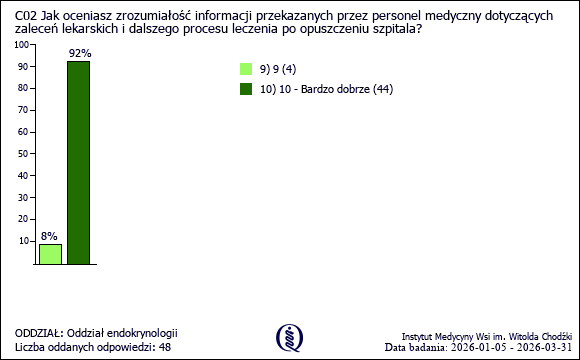 C02 Jak oceniasz zrozumiałość informacji przekazanych przez personel medyczny dotyczących
zaleceń lekarskich i dalszego procesu leczenia po opuszczeniu szpitala?
100
90
80
70
60
50
40
30
20
10
92%
8%
9) 9 (4)
10) 10 - Bardzo dobrze (44)
ODDZIAŁ: Oddział endokrynologii
Liczba oddanych odpowiedzi: 48
Instytut Medycyny Wsi im. Witolda Chodźki
Data badania: 2026-01-05 - 2026-03-31